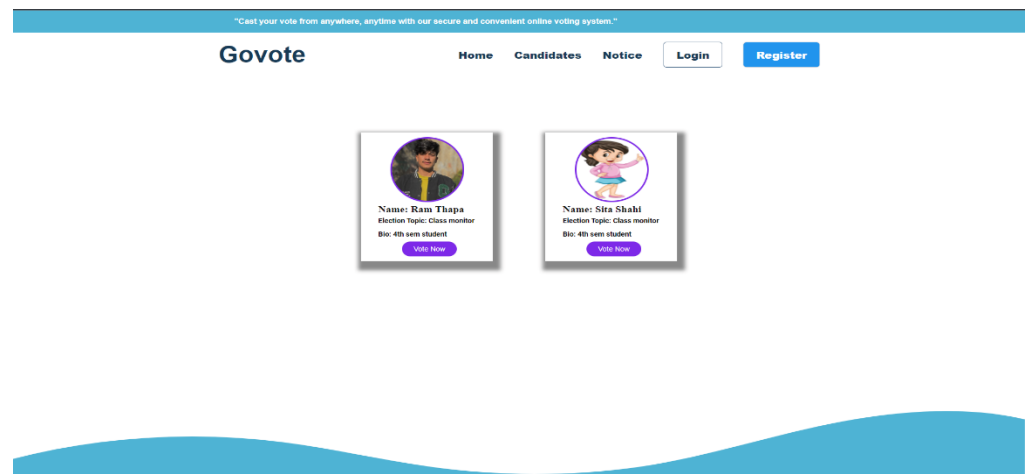 "Cast your vote from anywhere, anytime with our secure and convenient online voting system."
Govote
Home
Candidates
Notice
Login
Register
Name: Ram Thapa
Election Topic: Class monitor
Bio: 4th sem student
Vote Now
Name: Sita Shahi
Election Topic: Class monitor
Bio: 4th sem student
Vote Now